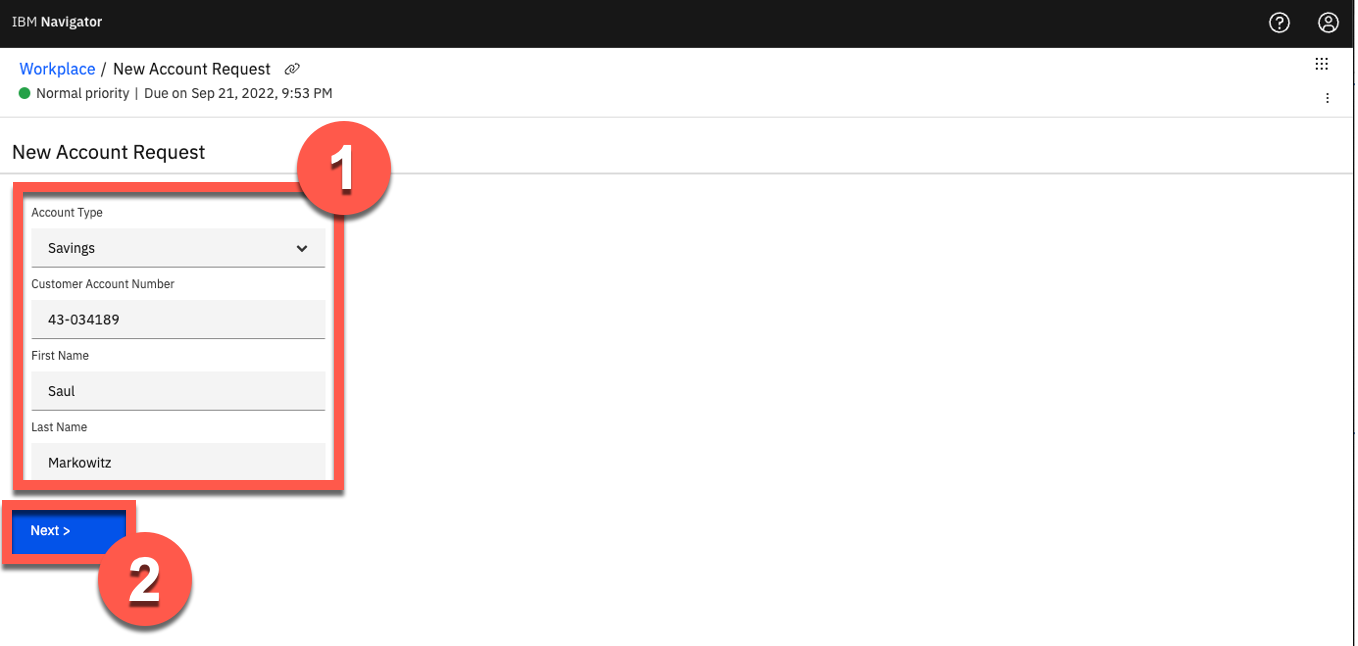 IBM Navigator
Workplace / New Account Request
Normal priority | Due on Sep 21, 2022, 9:53 PM
New Account Request
1
Account Type
Savings
Customer Account Number
43-034189
First Name
Saul
Last Name
Markowitz
Next >
2